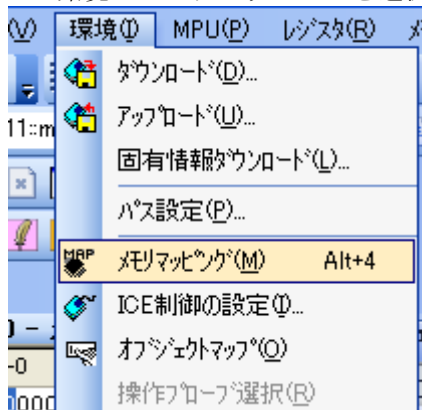 環境(I) MPU(P) ﾚｼﾞｽﾀ(R)
ﾀﾞｳﾝﾛｰﾄﾞ(D)...
ｱｯﾌﾟﾛｰﾄﾞ(U)...
固有情報ﾀﾞｳﾝﾛｰﾄﾞ(L)...
ﾊﾟｽ設定(P)...
MAP ﾒﾓﾘﾏｯﾋﾟﾝｸﾞ(M) Alt+4
ICE制御の設定(I)...
ｵﾌﾞｼﾞｪｸﾄﾏｯﾌﾟ(O)
操作ﾌﾟﾛｰﾌﾞ選択(R)